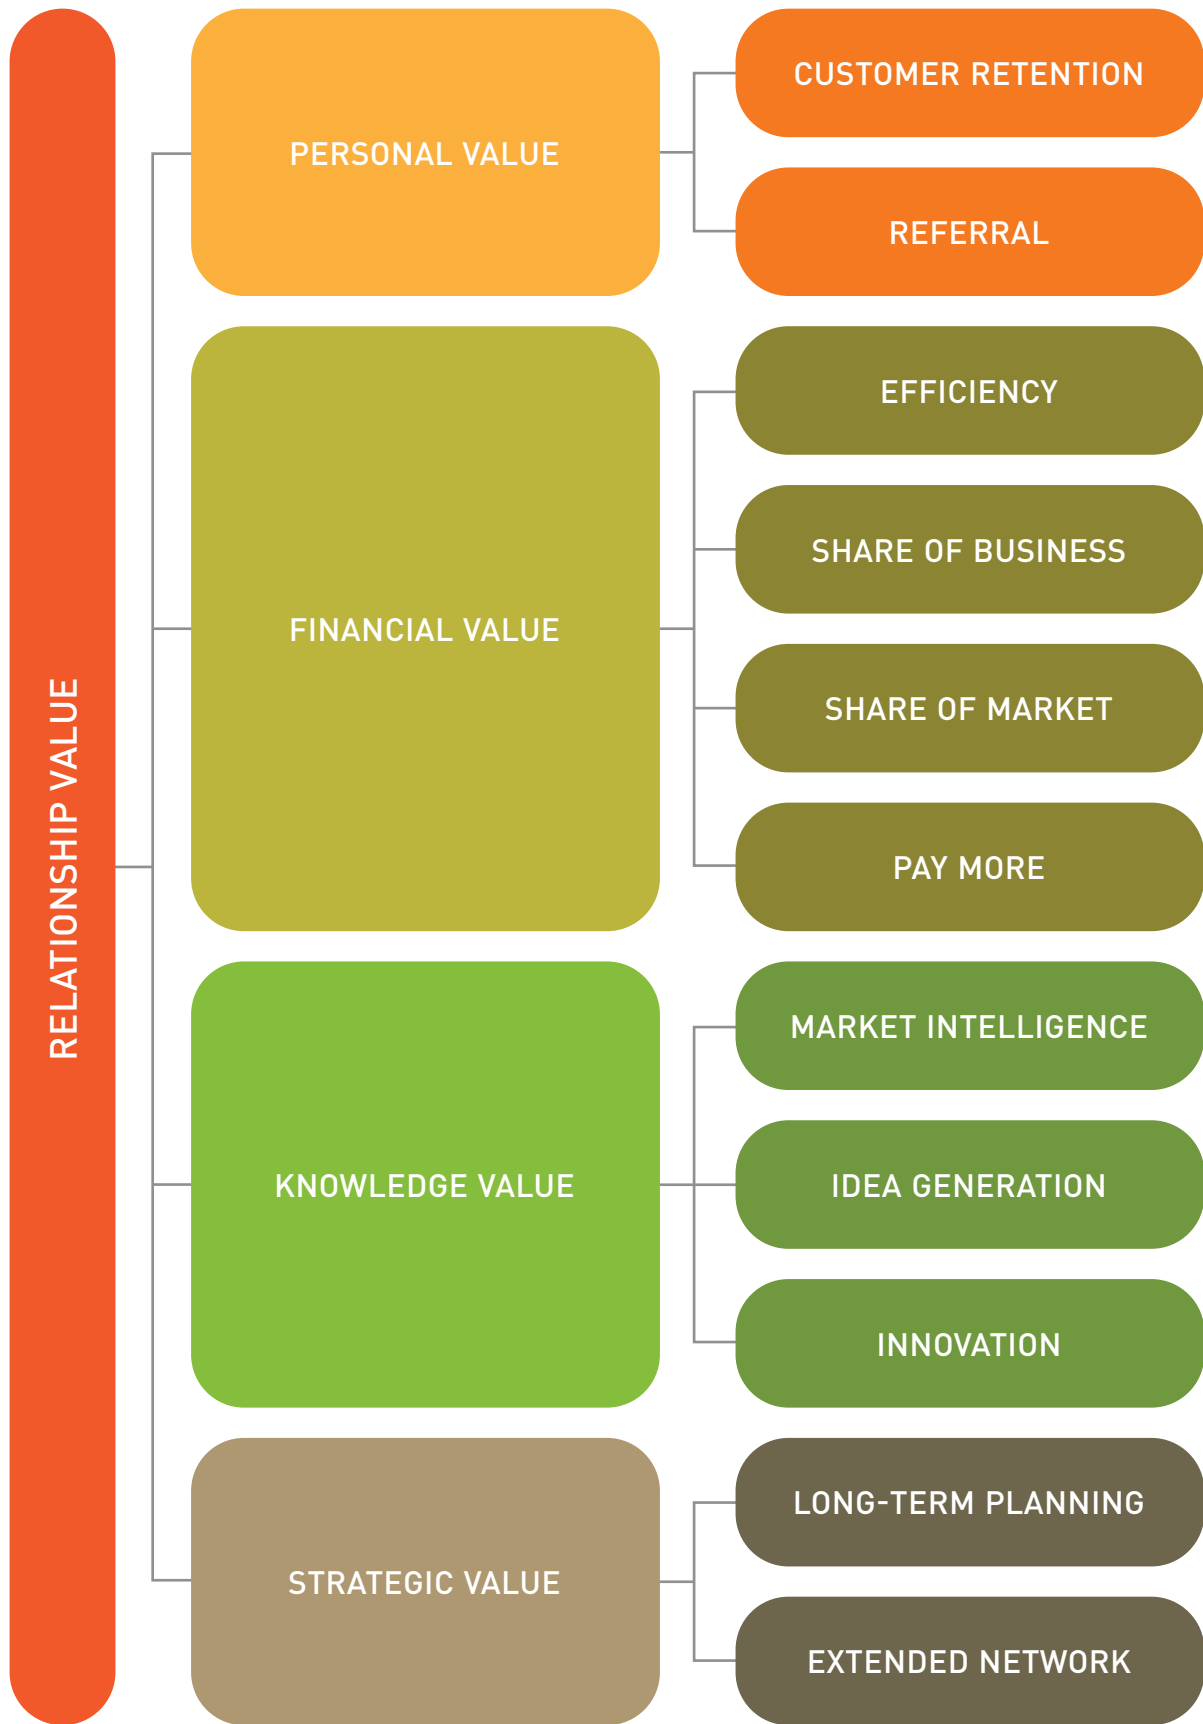 RELATIONSHIP VALUE
PERSONAL VALUE
CUSTOMER RETENTION
REFERRAL
FINANCIAL VALUE
EFFICIENCY
SHARE OF BUSINESS
SHARE OF MARKET
PAY MORE
KNOWLEDGE VALUE
MARKET INTELLIGENCE
IDEA GENERATION
INNOVATION
STRATEGIC VALUE
LONG-TERM PLANNING
EXTENDED NETWORK